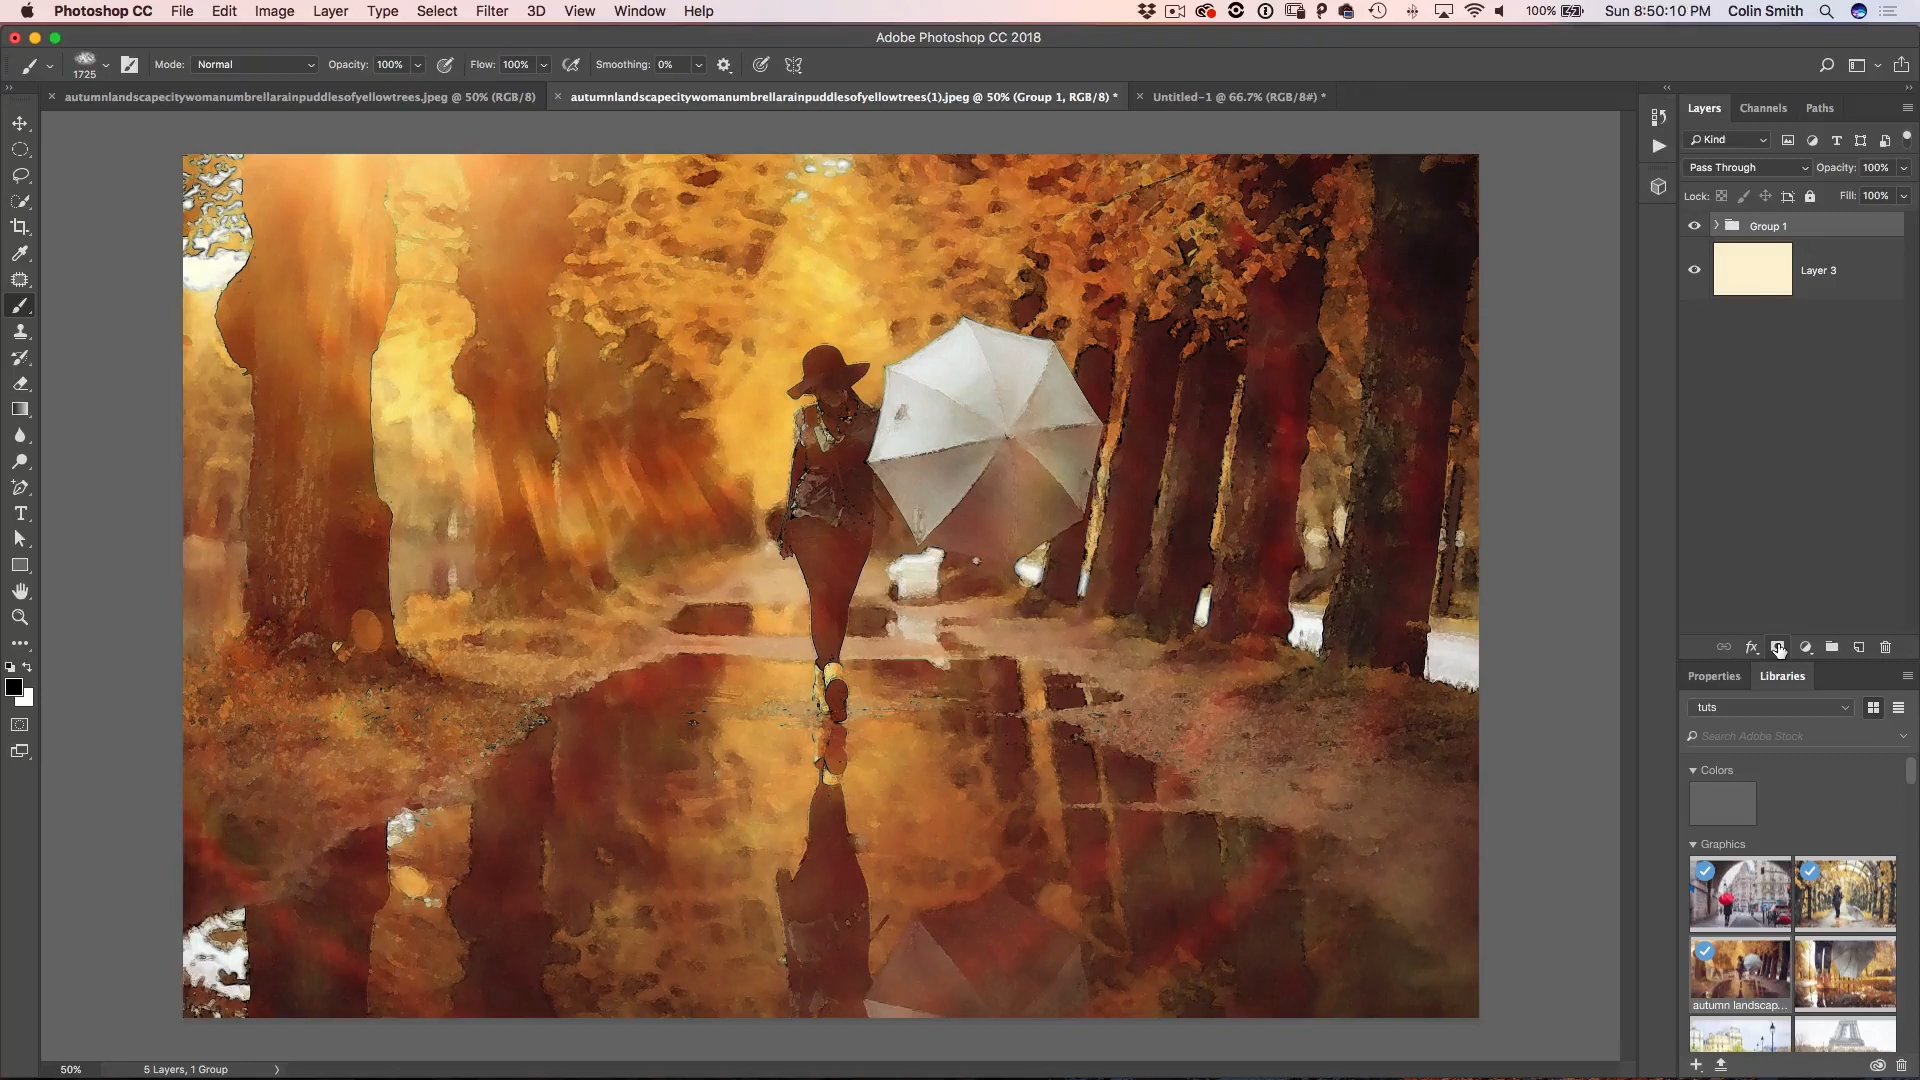 Photoshop CC File Edit Image Layer Type Select Filter 3D View Window Help 100% Sun 8:50:10 PM Colin Smith
Adobe Photoshop CC 2018
1725 Mode: Normal Opacity: 100% Flow: 100% Smoothing: 0%
autumnlandscapecitywomanumbrellarainpuddlesofyellowtrees.jpeg @ 50% (RGB/8) autumnlandscapecitywomanumbrellarainpuddlesofyellowtrees(1).jpeg @ 50% (Group 1, RGB/8) * Untitled-1 @ 66.7% (RGB/8#) *
Layers Channels Paths
Kind
Pass Through Opacity: 100%
Lock: Fill: 100%
Group 1
Layer 3
fx
Properties Libraries
tuts
Search Adobe Stock
Colors
Graphics
autumn landscap...
50% 5 Layers, 1 Group